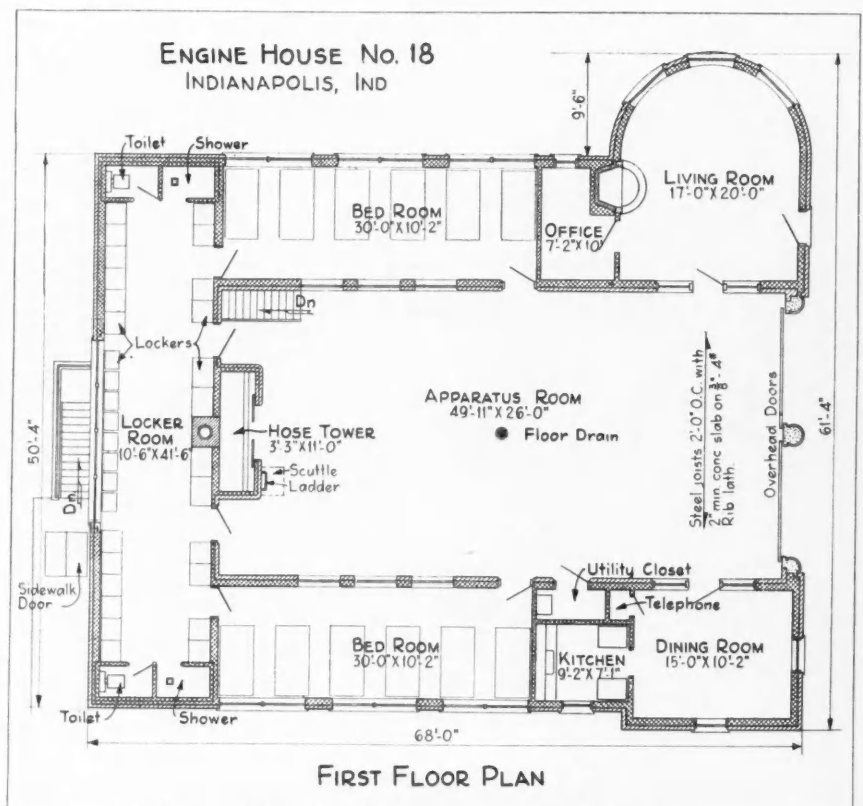 ENGINE HOUSE No. 18
INDIANAPOLIS, IND
9'-6"
Toilet
Shower
LIVING ROOM
17'-0"X20'-0"
BED ROOM
30'-0"X10'-2"
OFFICE
7'-2"X10'
Dn
Lockers
50'-4"
61'-4"
APPARATUS ROOM
49'-11"X26'-0"
Floor Drain
LOCKER
ROOM
10'-6"X41'-6"
HOSE TOWER
3'-3"X11'-0"
Scuttle
Ladder
Steel joists 2'-0" O.C. with
2" min. conc slab on 3/8"-4#
Rib lath.
Overhead Doors
Dn
Sidewalk
Door
Utility Closet
Telephone
BED ROOM
30'-0"X10'-2"
KITCHEN
9'-2"X7'-1"
DINING ROOM
15'-0"X10'-2"
Toilet
Shower
68'-0"
FIRST FLOOR PLAN